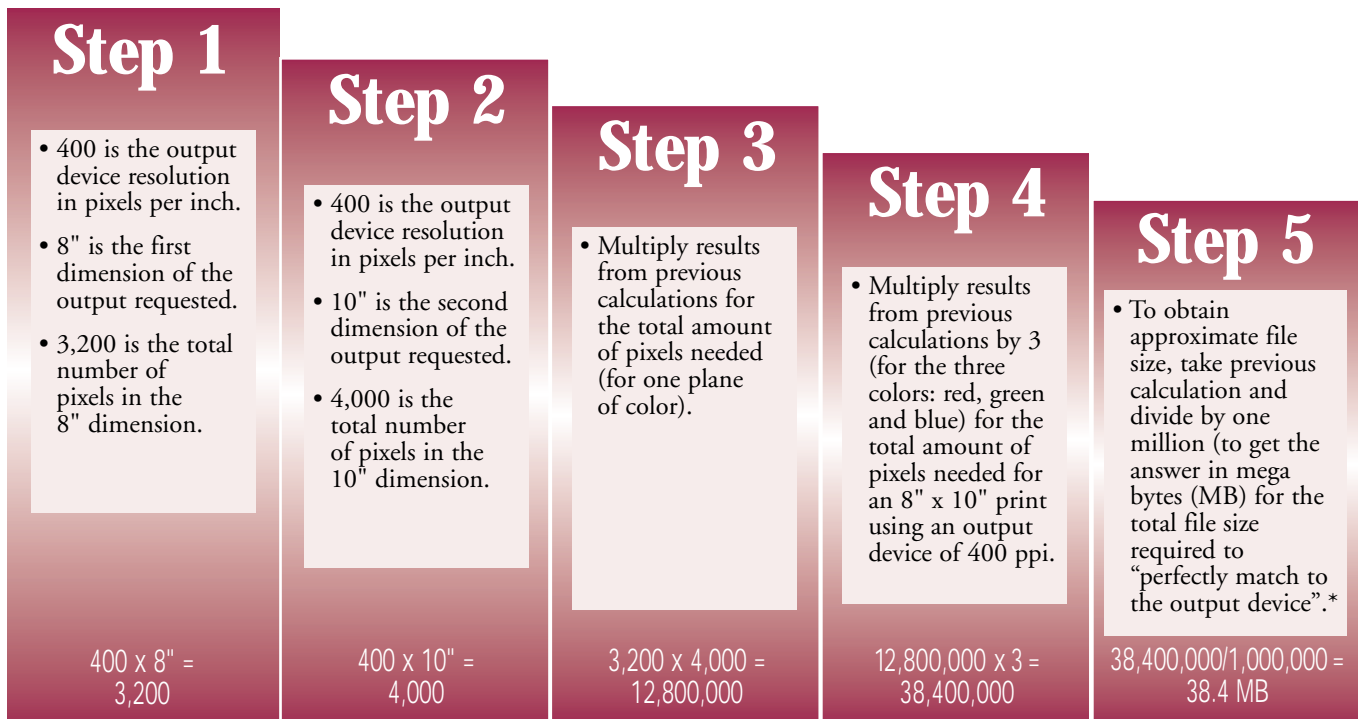 Step 1
• 400 is the output
device resolution
in pixels per inch.
• 8" is the first
dimension of the
output requested.
• 3,200 is the total
number of
pixels in the
8" dimension.
400 x 8" =
3,200
Step 2
• 400 is the output
device resolution
in pixels per inch.
• 10" is the second
dimension of the
output requested.
• 4,000 is the
total number
of pixels in the
10" dimension.
400 x 10" =
4,000
Step 3
• Multiply results
from previous
calculations for
the total amount
of pixels needed
(for one plane
of color).
3,200 x 4,000 =
12,800,000
Step 4
• Multiply results
from previous
calculations by 3
(for the three
colors: red, green
and blue) for the
total amount of
pixels needed for
an 8" x 10" print
using an output
device of 400 ppi.
12,800,000 x 3 =
38,400,000
Step 5
• To obtain
approximate file
size, take previous
calculation and
divide by one
million (to get the
answer in mega
bytes (MB) for the
total file size
required to
“perfectly match to
the output device”.*
38,400,000/1,000,000 =
38.4 MB